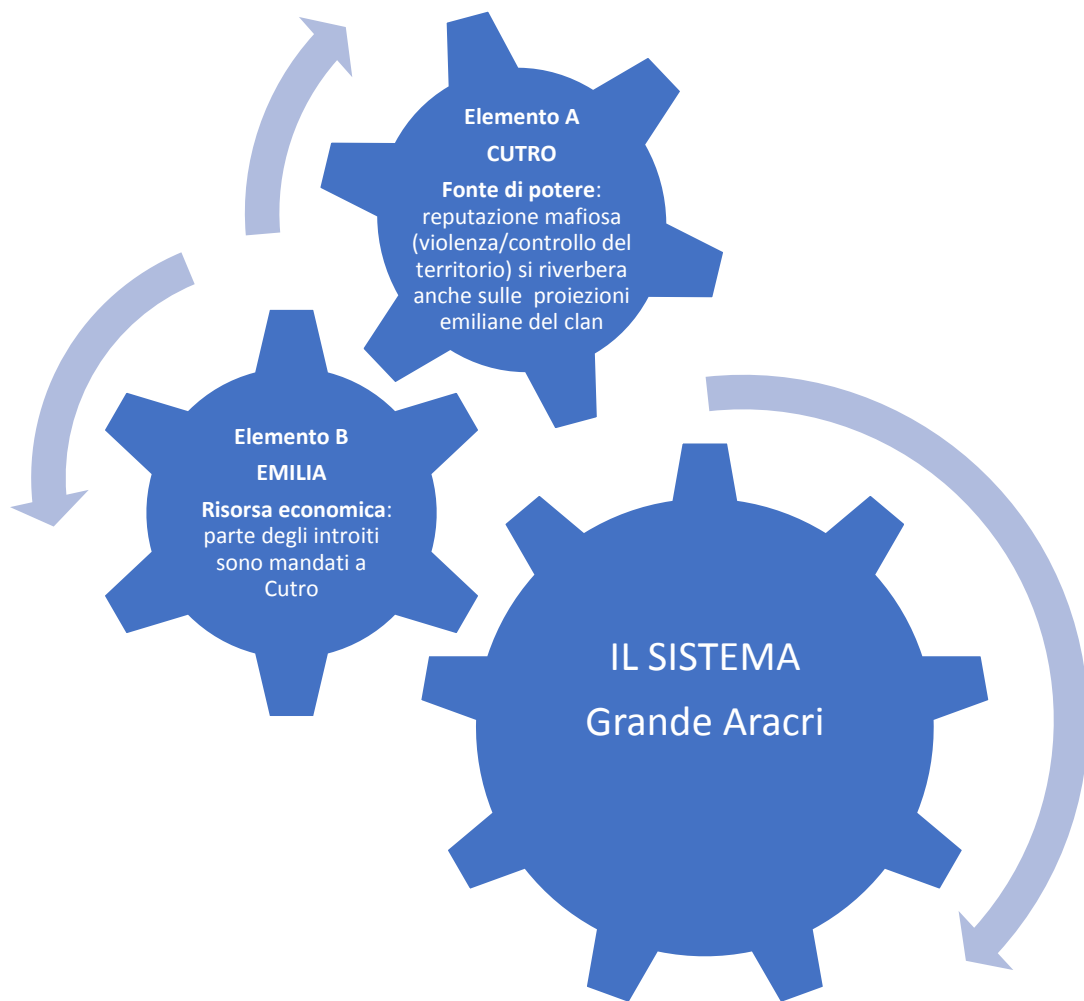 Elemento A
CUTRO
Fonte di potere:
reputazione mafiosa
(violenza/controllo del
territorio) si riverbera
anche sulle proiezioni
emiliane del clan
Elemento B
EMILIA
Risorsa economica:
parte degli introiti
sono mandati a
Cutro
IL SISTEMA
Grande Aracri